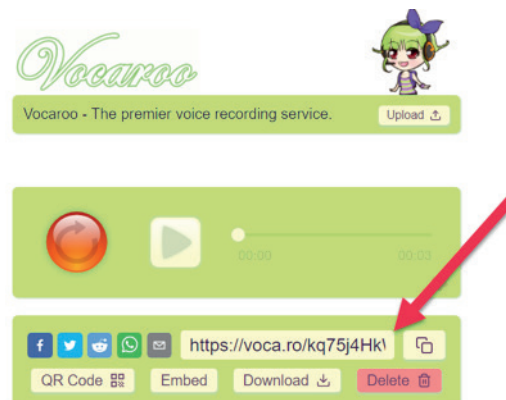 Vocaroo
Vocaroo - The premier voice recording service.
Upload
00:00
00:03
https://voca.ro/kq75j4Hk\
QR Code
Embed
Download
Delete